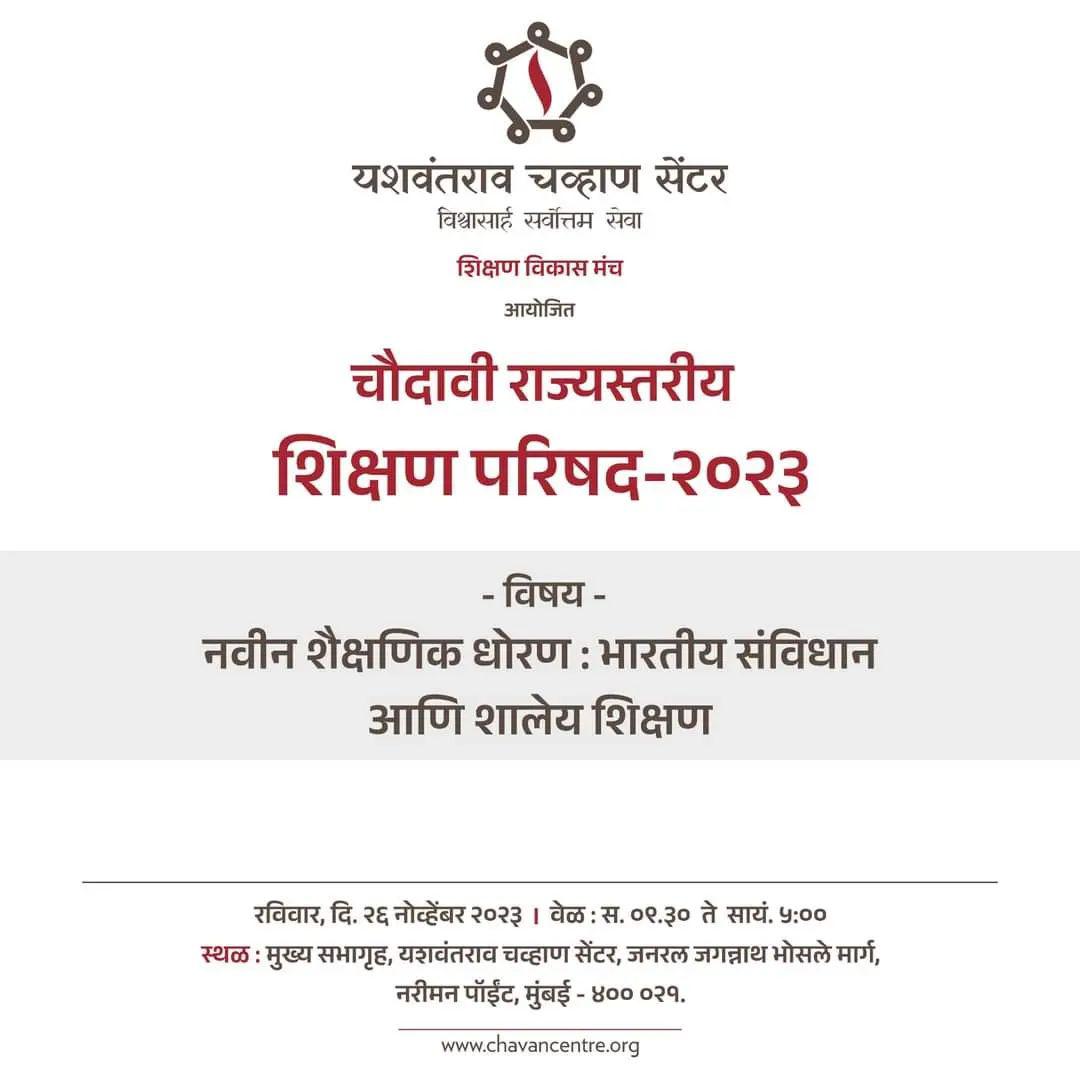 यशवंतराव चव्हाण सेंटर
विश्वासार्ह सर्वोत्तम सेवा
शिक्षण विकास मंच
आयोजित
चौदावी राज्यस्तरीय
शिक्षण परिषद-२०२३
- विषय -
नवीन शैक्षणिक धोरण : भारतीय संविधान
आणि शालेय शिक्षण
रविवार, दि. २६ नोव्हेंबर २०२३ । वेळ : स. ०९.३० ते सायं. ५:००
स्थळ : मुख्य सभागृह, यशवंतराव चव्हाण सेंटर, जनरल जगन्नाथ भोसले मार्ग,
नरीमन पॉईंट, मुंबई - ४०० ०२१.
www.chavancentre.org